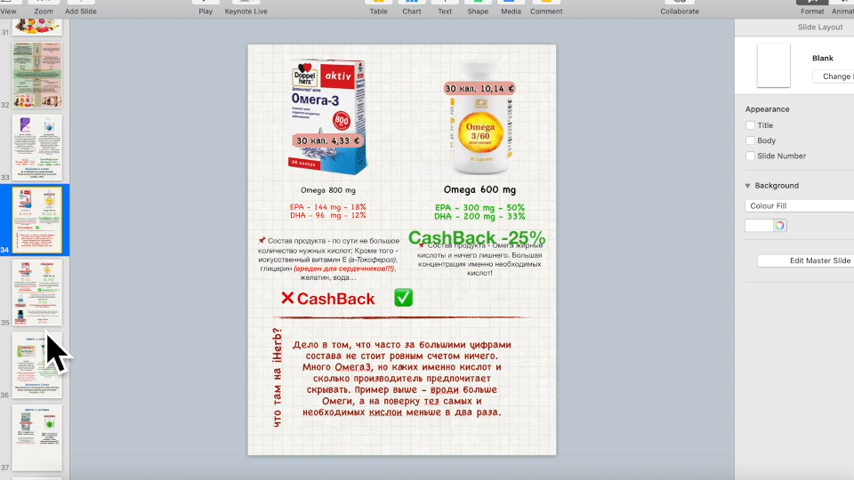 View
Zoom
Add Slide
Play
Keynote Live
Table
Chart
Text
Shape
Media
Comment
Collaborate
Format
Animat
Slide Layout
Blank
Change
Appearance
Title
Body
Slide Number
Background
Colour Fill
Edit Master Slide
31
32
33
34
35
36
37
Doppel
herz
aktiv
Омега-3
800
30 кап. 4,33 €
30 кап. 10,14 €
Omega
3/60
Omega 800 mg
EPA - 144 mg - 18%
DHA - 96 mg - 12%
Omega 600 mg
EPA - 300 mg - 50%
DHA - 200 mg - 33%
CashBack -25%
Состав продукта - по сути не большое
количество нужных кислот; Кроме того -
искусственный витамин Е (а-Токоферол),
глицерин (вреден для сердечников!!!),
желатин, вода...
Состав продукта - Омега жирные
кислоты и ничего лишнего. Большая
концентрация именно необходимых
кислот!
CashBack
что там на iHerb?
Дело в том, что часто за большими цифрами
состава не стоит ровным счетом ничего.
Много Омега3, но каких именно кислот и
сколько производитель предпочитает
скрывать. Пример выше - вроди больше
Омеги, а на поверку тез самых и
необходимых кислои меньше в два раза.